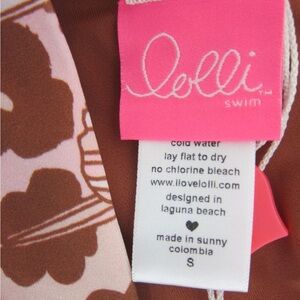 lolli™
swim
cold water
lay flat to dry
no chlorine bleach
www.ilovelolli.com
designed in
laguna beach
made in sunny
colombia
S